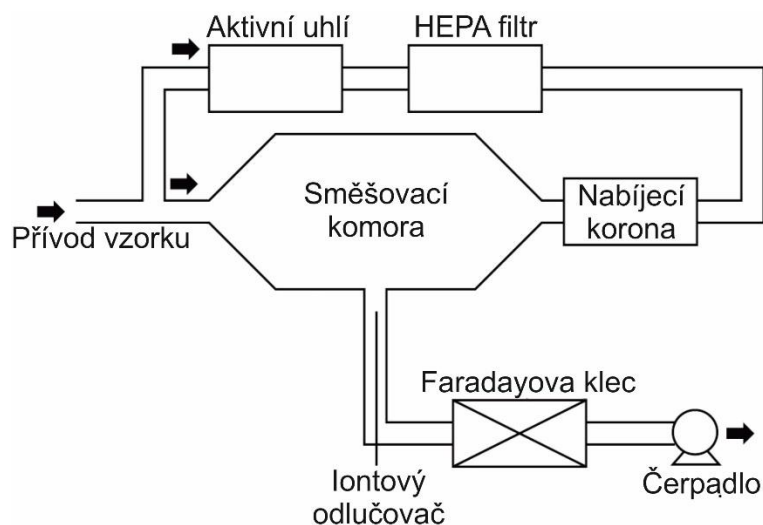 Aktivní uhlí
HEPA filtr
Směšovací
komora
Nabíjecí
korona
Přívod vzorku
Faradayova klec
Iontový
odlučovač
Čerpadlo